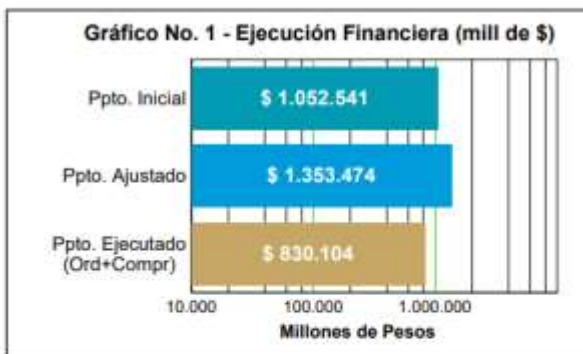 Gráfico No. 1 - Ejecución Financiera (mill de $)
Ppto. Inicial
$ 1.052.541
Ppto. Ajustado
$ 1.353.474
Ppto. Ejecutado
(Ord+Compr)
$ 830.104
10.000
100.000
1.000.000
Millones de Pesos